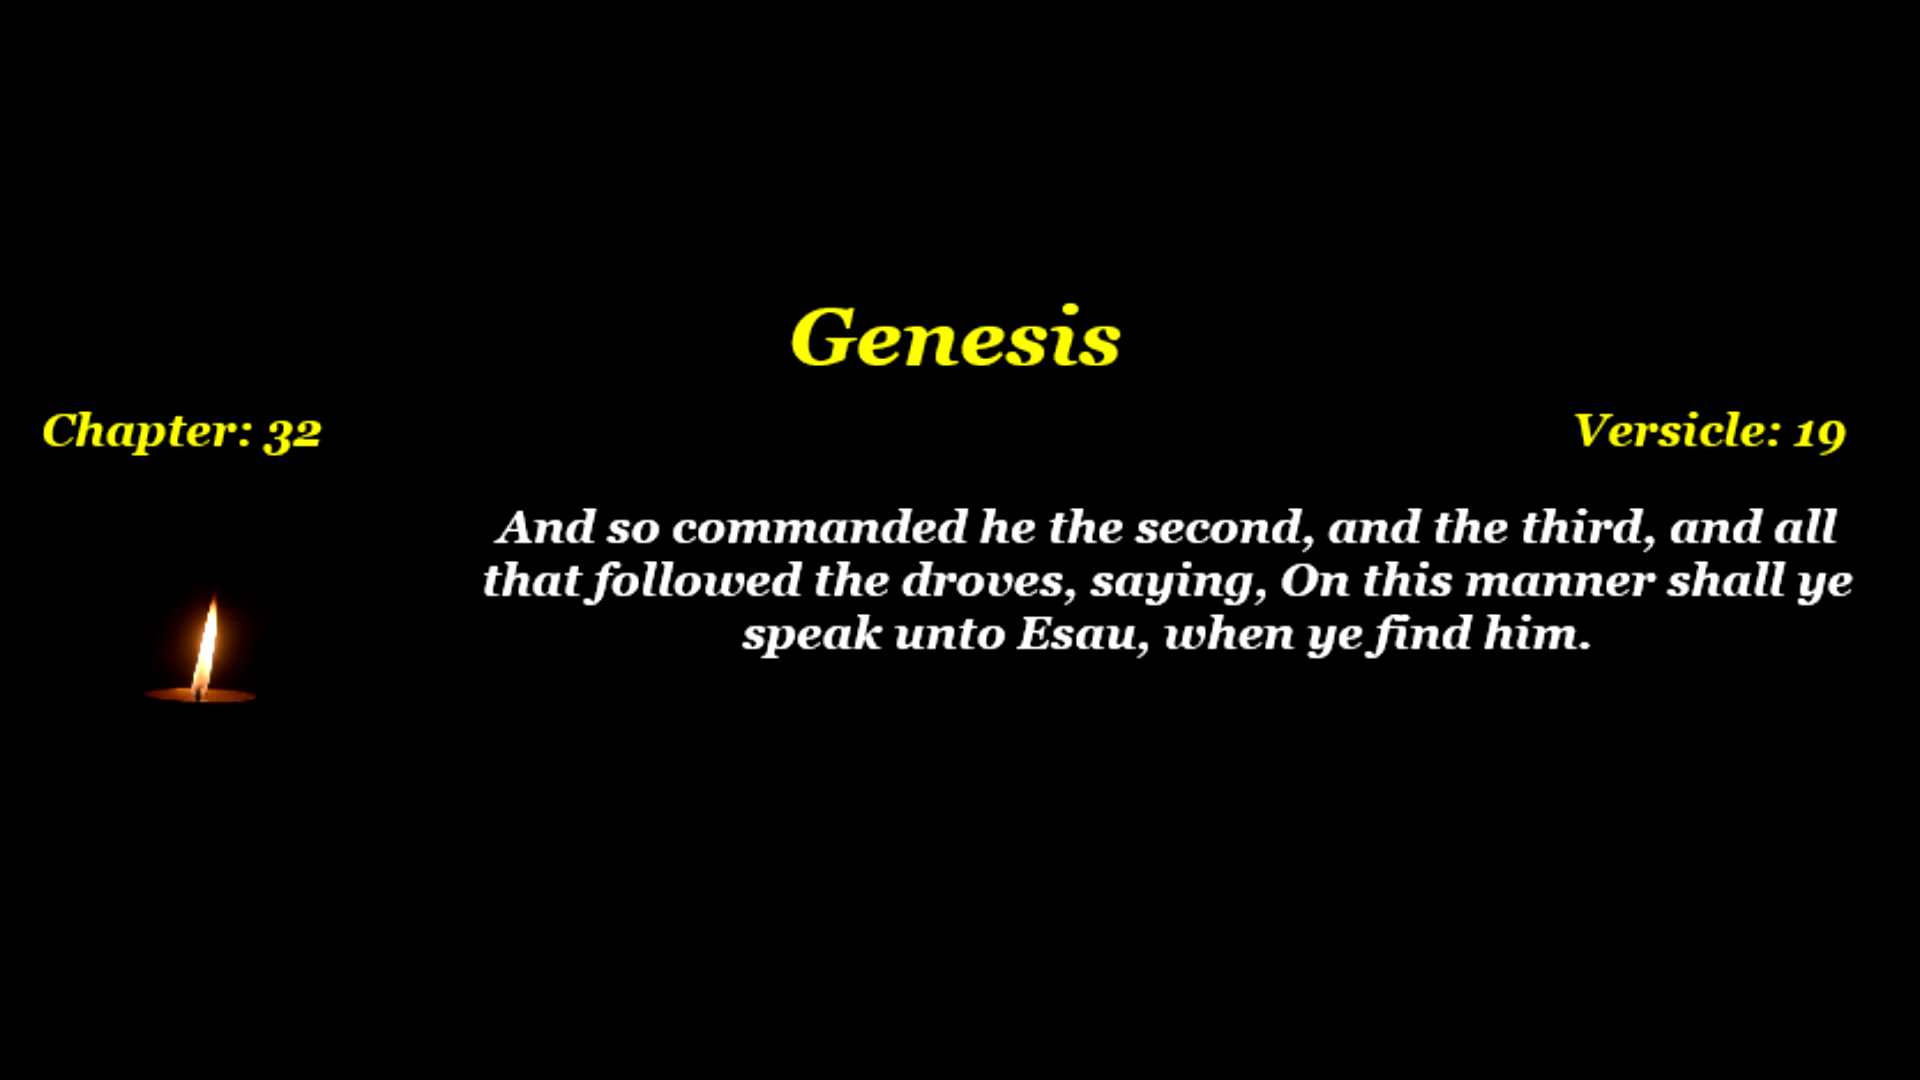 Genesis
Chapter: 32
Versicle: 19
And so commanded he the second, and the third, and all
that followed the droves, saying, On this manner shall ye
speak unto Esau, when ye find him.